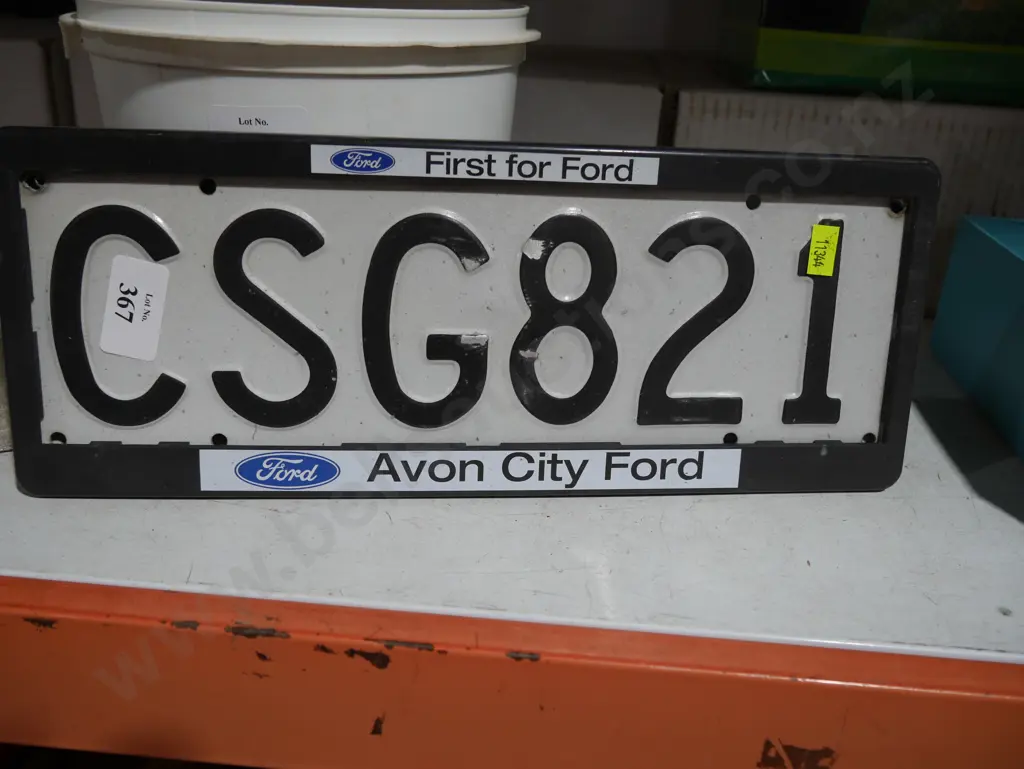 Lot No.
Ford First for Ford
CSG821
Lot No.
367
11344
Ford Avon City Ford